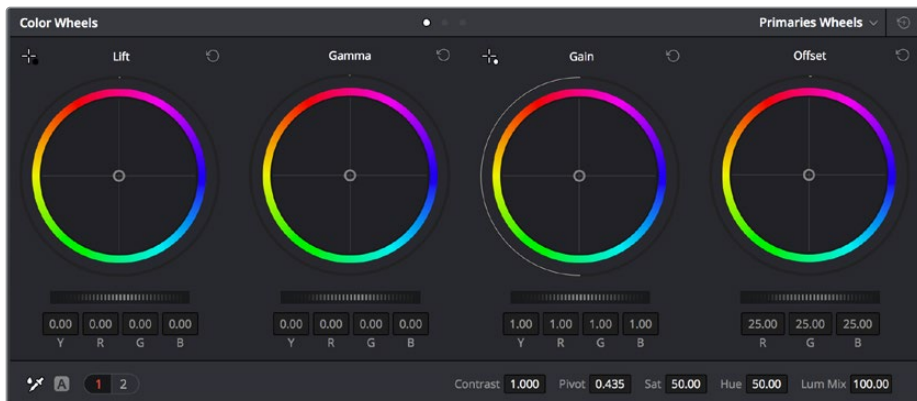 Color Wheels Primaries Wheels
Lift Gamma Gain Offset
0.00 0.00 0.00 0.00 0.00 0.00 0.00 0.00 1.00 1.00 1.00 1.00 25.00 25.00 25.00
Y R G B Y R G B Y R G B R G B
A 1 2 Contrast 1.000 Pivot 0.435 Sat 50.00 Hue 50.00 Lum Mix 100.00